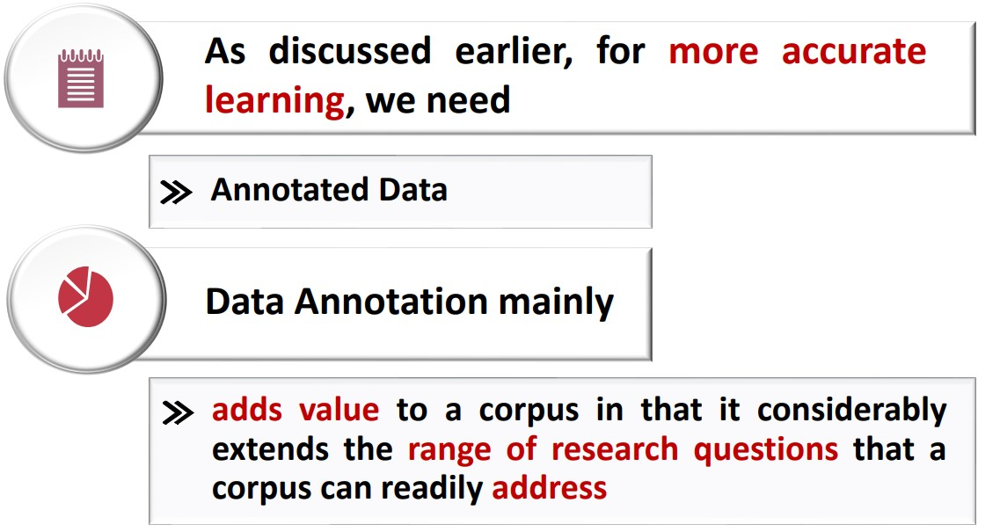 As discussed earlier, for more accurate
learning, we need
Annotated Data
Data Annotation mainly
adds value to a corpus in that it considerably
extends the range of research questions that a
corpus can readily address